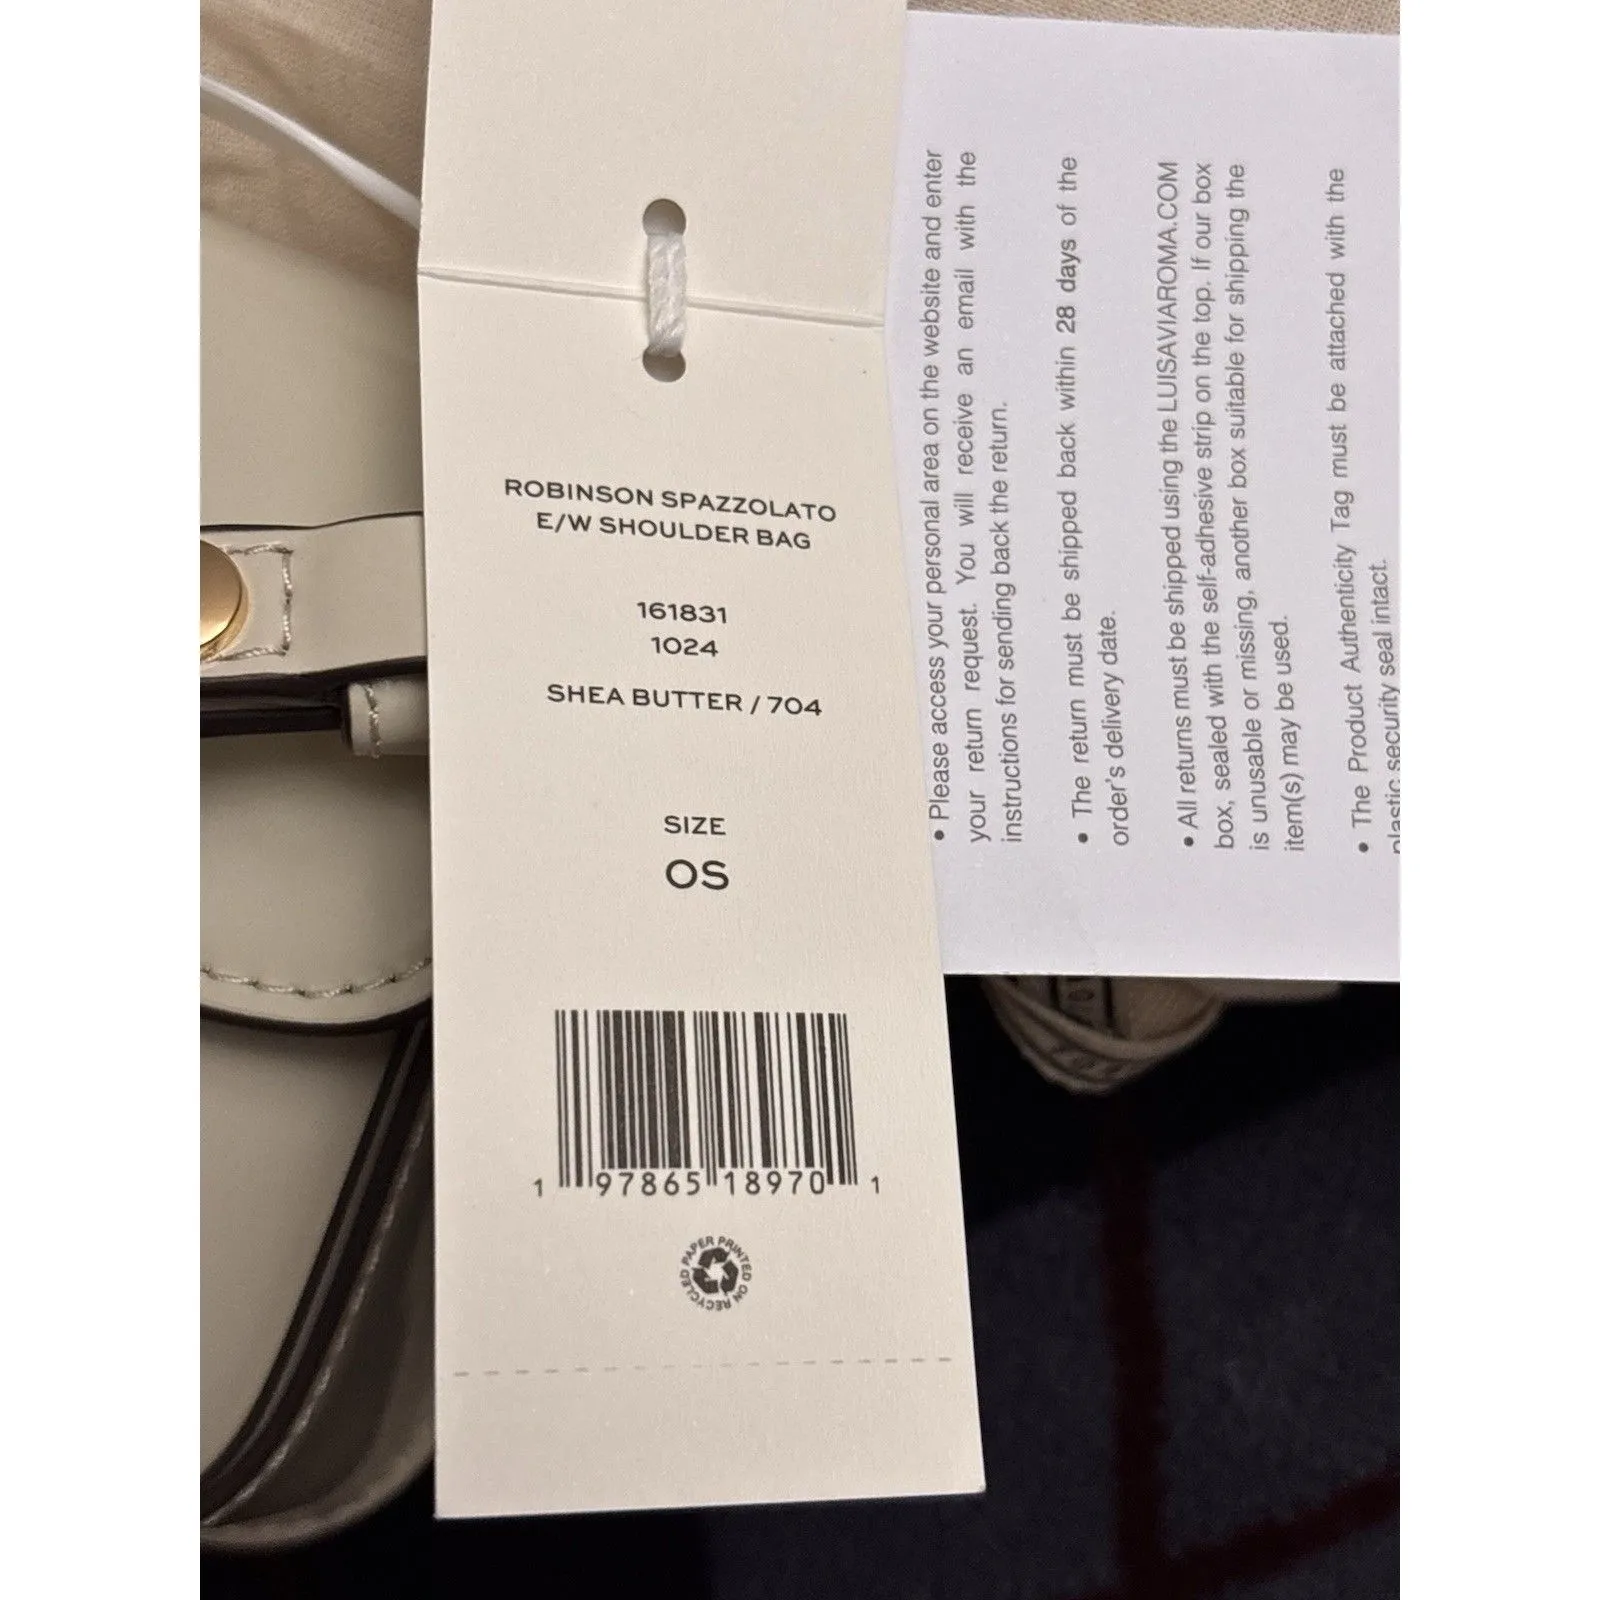 ROBINSON SPAZZOLATO
E/W SHOULDER BAG
161831
1024
SHEA BUTTER / 704
SIZE
OS
1 97865 18970 1
RECYCLED PAPER PRINTED ON
• Please access your personal area on the website and enter
your return request. You will receive an email with the
instructions for sending back the return.
• The return must be shipped back within 28 days of the
order's delivery date.
• All returns must be shipped using the LUISAVIAROMA.COM
box, sealed with the self-adhesive strip on the top. If our box
is unusable or missing, another box suitable for shipping the
item(s) may be used.
• The Product Authenticity Tag must be attached with the
plastic security seal intact.